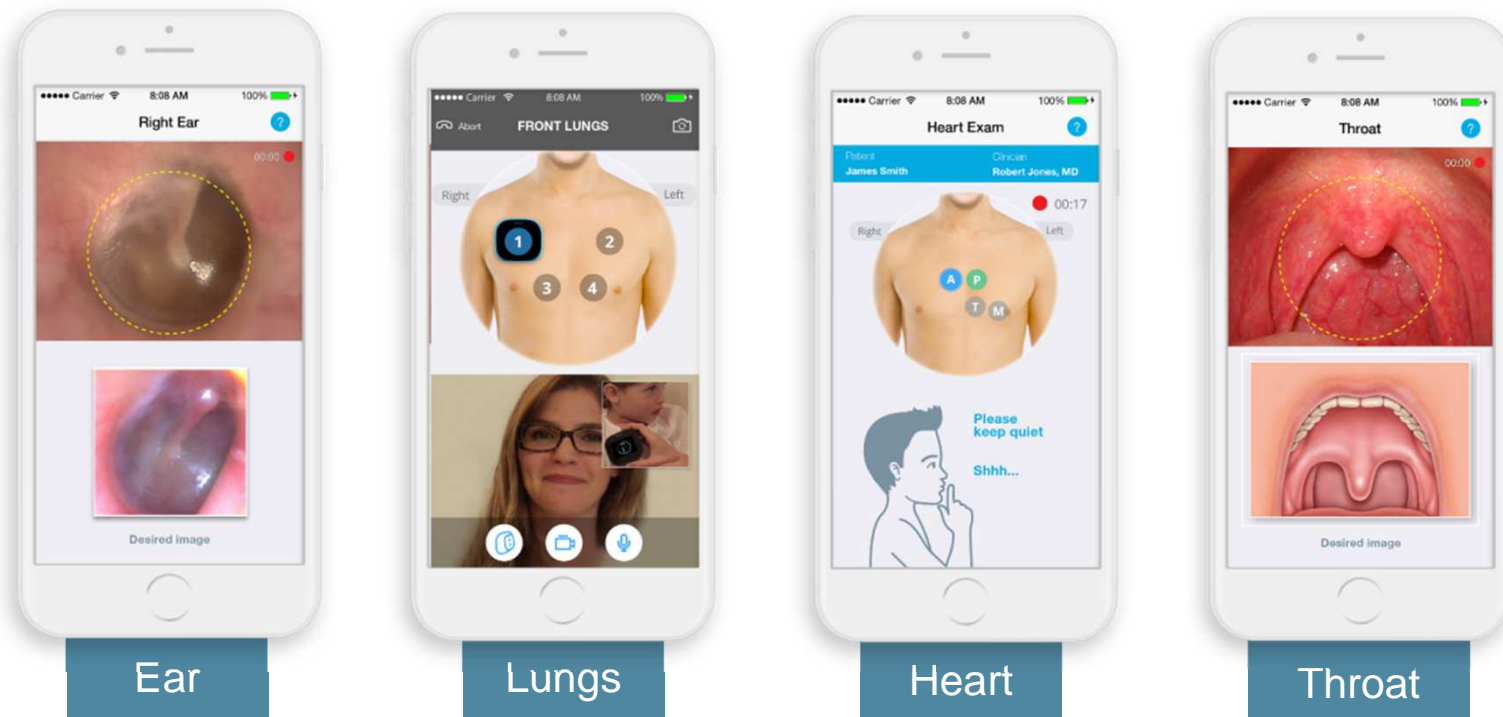 Carrier 8:08 AM 100%
Right Ear ?
00:00
Desired image
Ear
Carrier 8:08 AM 100%
Abort FRONT LUNGS
Right Left
1 2
3 4
Lungs
Carrier 8:08 AM 100%
Heart Exam ?
Patient Clinician
James Smith Robert Jones, MD
00:17
Right Left
A P
T M
Please
keep quiet
Shhh...
Heart
Carrier 8:08 AM 100%
Throat ?
00:00
Desired image
Throat